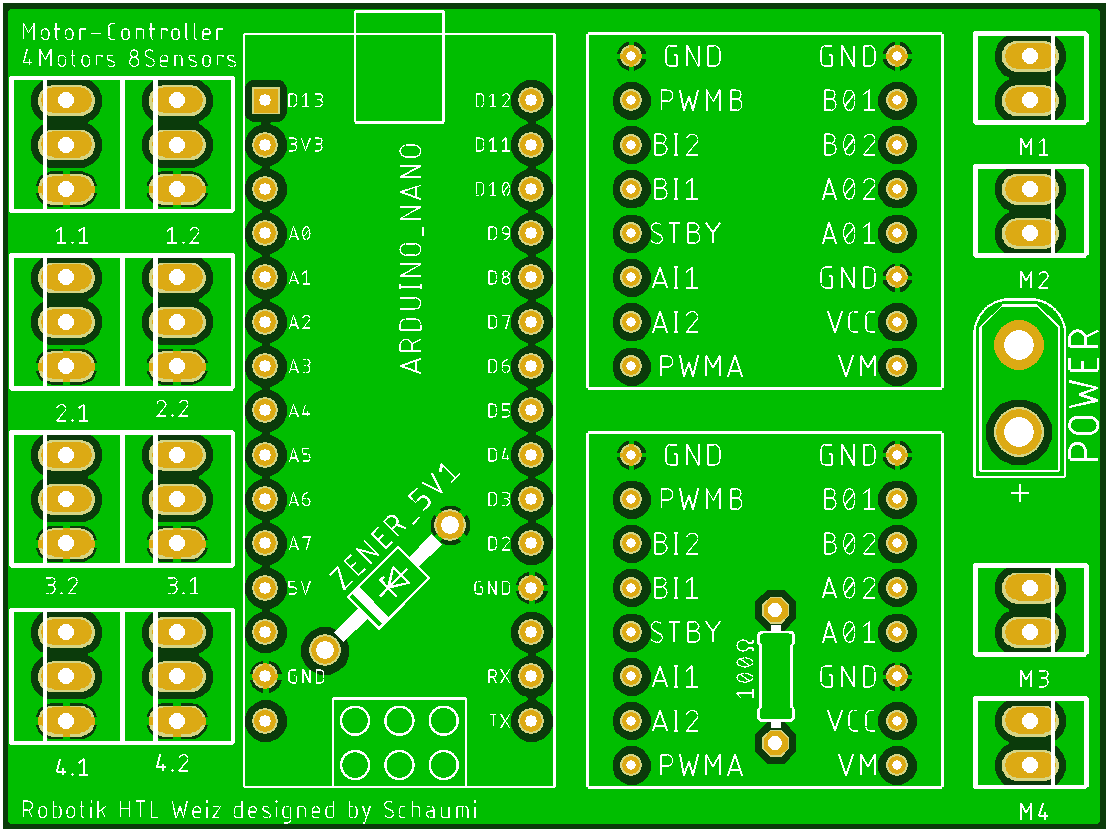 Motor-Controller
4Motors 8Sensors
1.1 1.2
2.1 2.2
3.2 3.1
4.1 4.2
D13 D12
3V3 D11
D10
A0 D9
A1 D8
A2 D7
A3 D6
A4 D5
A5 D4
A6 D3
A7 D2
5V GND
GND RX
TX
ARDUINO_NANO
ZENER_5V1
GND GND
PWMB B01
BI2 B02
BI1 A02
STBY A01
AI1 GND
AI2 VCC
PWMA VM
GND GND
PWMB B01
BI2 B02
BI1 A02
STBY A01
AI1 GND
AI2 VCC
PWMA VM
100Ω
M1
M2
POWER
+
M3
M4
Robotik HTL Weiz designed by Schaumi